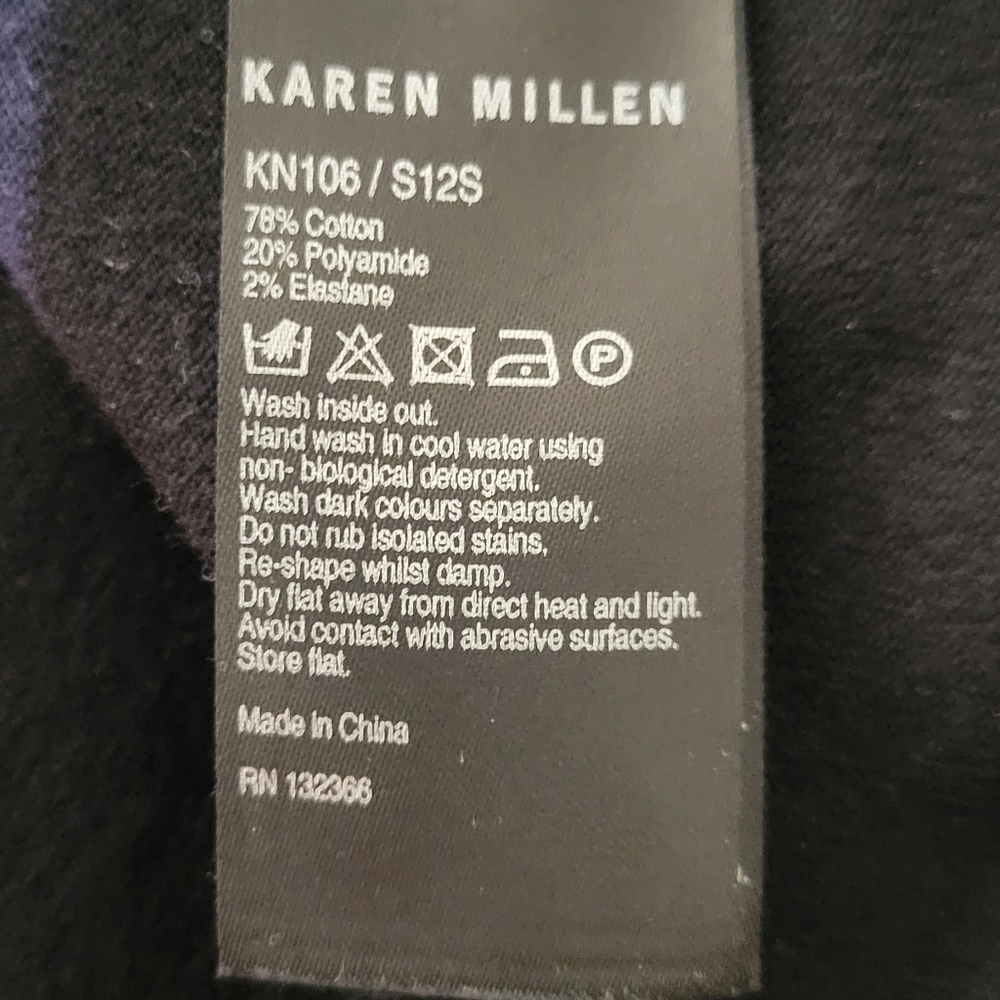 KAREN MILLEN
KN106 / S12S
78% Cotton
20% Polyamide
2% Elastane
P
Wash inside out.
Hand wash in cool water using
non- biological detergent.
Wash dark colours separately.
Do not rub isolated stains.
Re-shape whilst damp.
Dry flat away from direct heat and light.
Avoid contact with abrasive surfaces.
Store flat.
Made in China
RN 132366